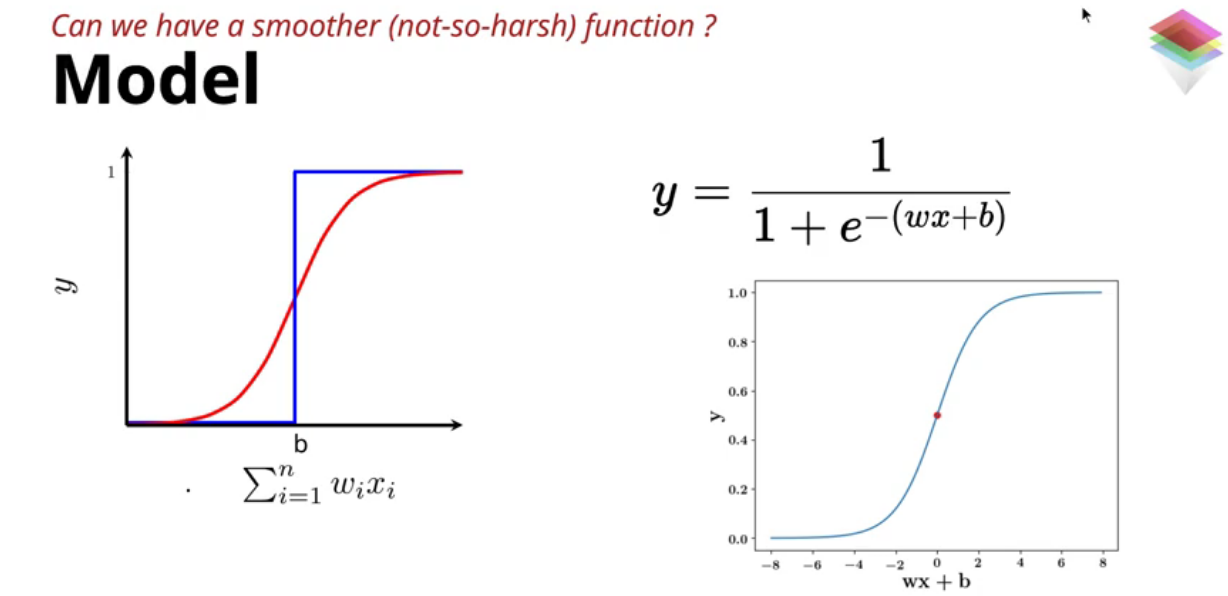 Can we have a smoother (not-so-harsh) function ?
Model
1
y
b
. ∑ⁿᵢ₌₁ wᵢxᵢ
y = 1 / (1 + e^−(wx+b))
1.0
0.8
0.6
0.4
0.2
0.0
y
−8 −6 −4 −2 0 2 4 6 8
wx + b